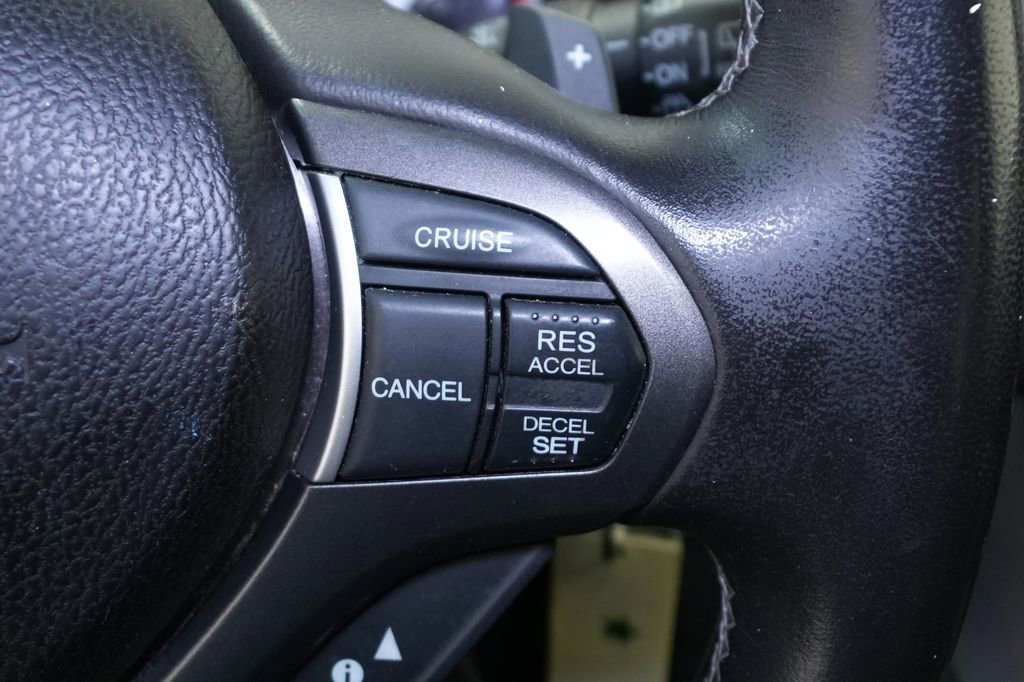 +
OFF
ON
CRUISE
RES
ACCEL
CANCEL
DECEL
SET
i